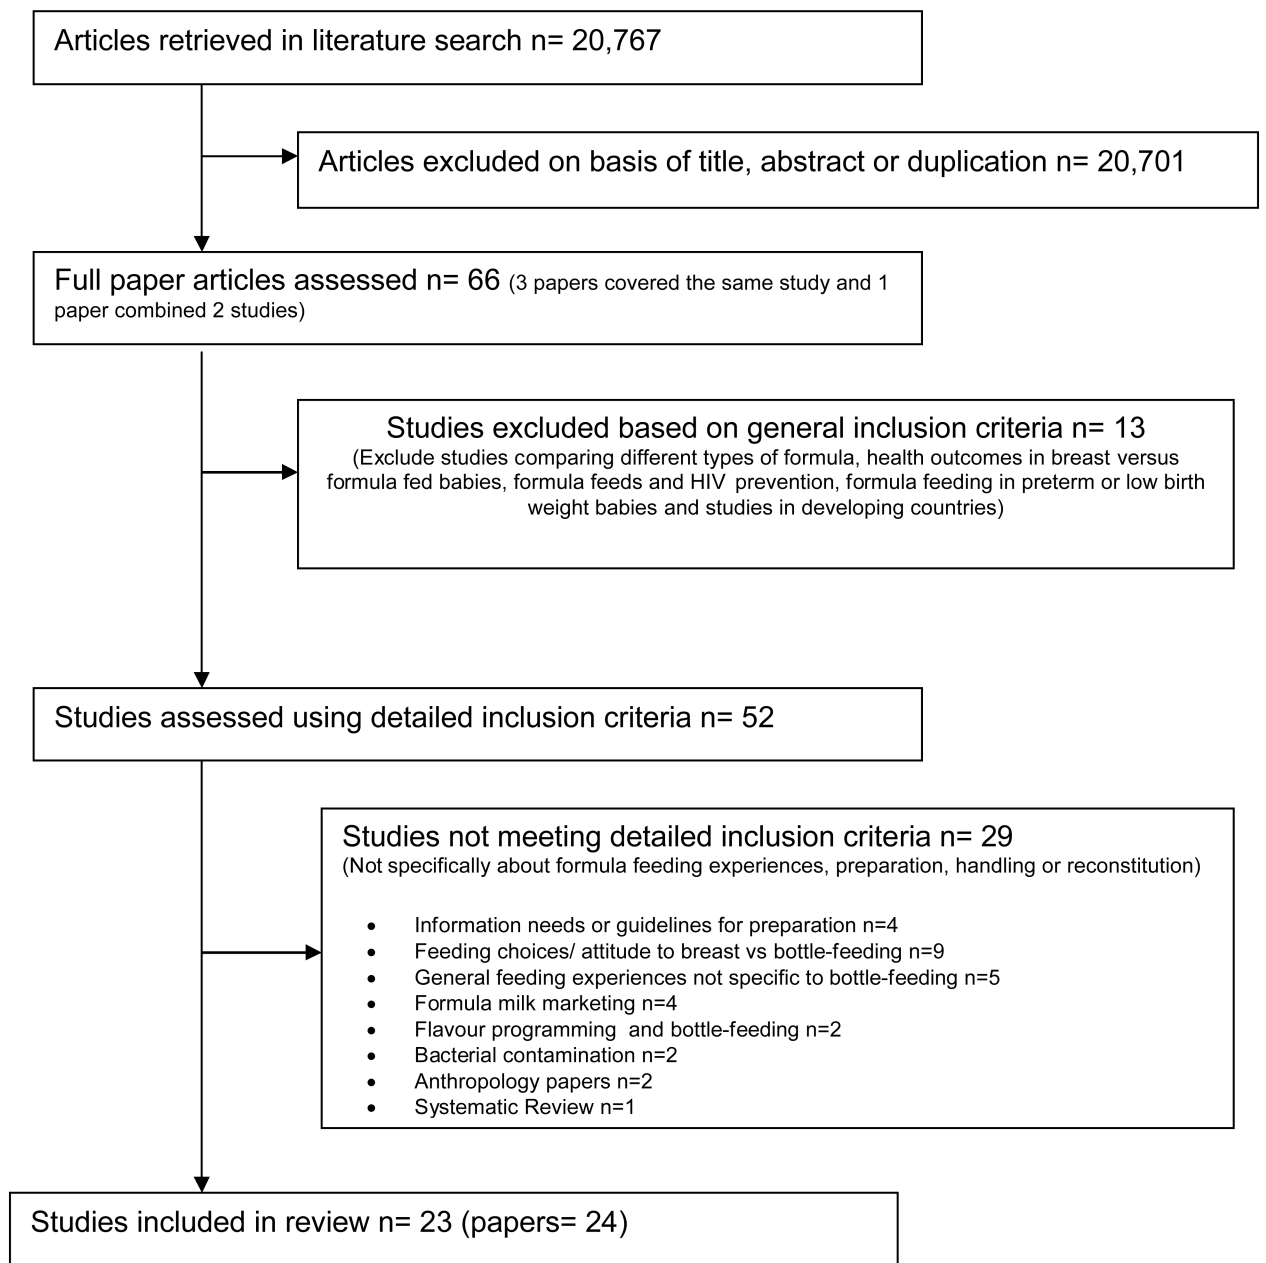 Articles retrieved in literature search n= 20,767
Articles excluded on basis of title, abstract or duplication n= 20,701
Full paper articles assessed n= 66 (3 papers covered the same study and 1
paper combined 2 studies)
Studies excluded based on general inclusion criteria n= 13
(Exclude studies comparing different types of formula, health outcomes in breast versus
formula fed babies, formula feeds and HIV prevention, formula feeding in preterm or low birth
weight babies and studies in developing countries)
Studies assessed using detailed inclusion criteria n= 52
Studies not meeting detailed inclusion criteria n= 29
(Not specifically about formula feeding experiences, preparation, handling or reconstitution)
• Information needs or guidelines for preparation n=4
• Feeding choices/ attitude to breast vs bottle-feeding n=9
• General feeding experiences not specific to bottle-feeding n=5
• Formula milk marketing n=4
• Flavour programming and bottle-feeding n=2
• Bacterial contamination n=2
• Anthropology papers n=2
• Systematic Review n=1
Studies included in review n= 23 (papers= 24)